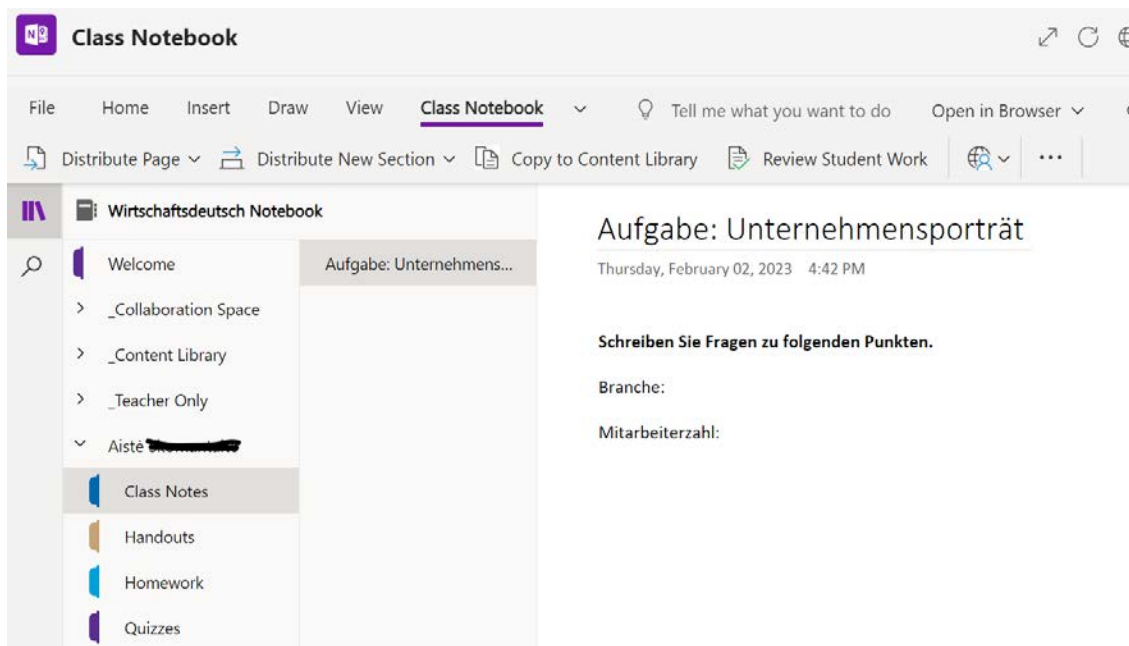 Class Notebook
File Home Insert Draw View Class Notebook Tell me what you want to do Open in Browser
Distribute Page Distribute New Section Copy to Content Library Review Student Work ...
Wirtschaftsdeutsch Notebook
Welcome
_Collaboration Space
_Content Library
_Teacher Only
Aistė
Class Notes
Handouts
Homework
Quizzes
Aufgabe: Unternehmens...
Aufgabe: Unternehmensporträt
Thursday, February 02, 2023 4:42 PM
Schreiben Sie Fragen zu folgenden Punkten.
Branche:
Mitarbeiterzahl: